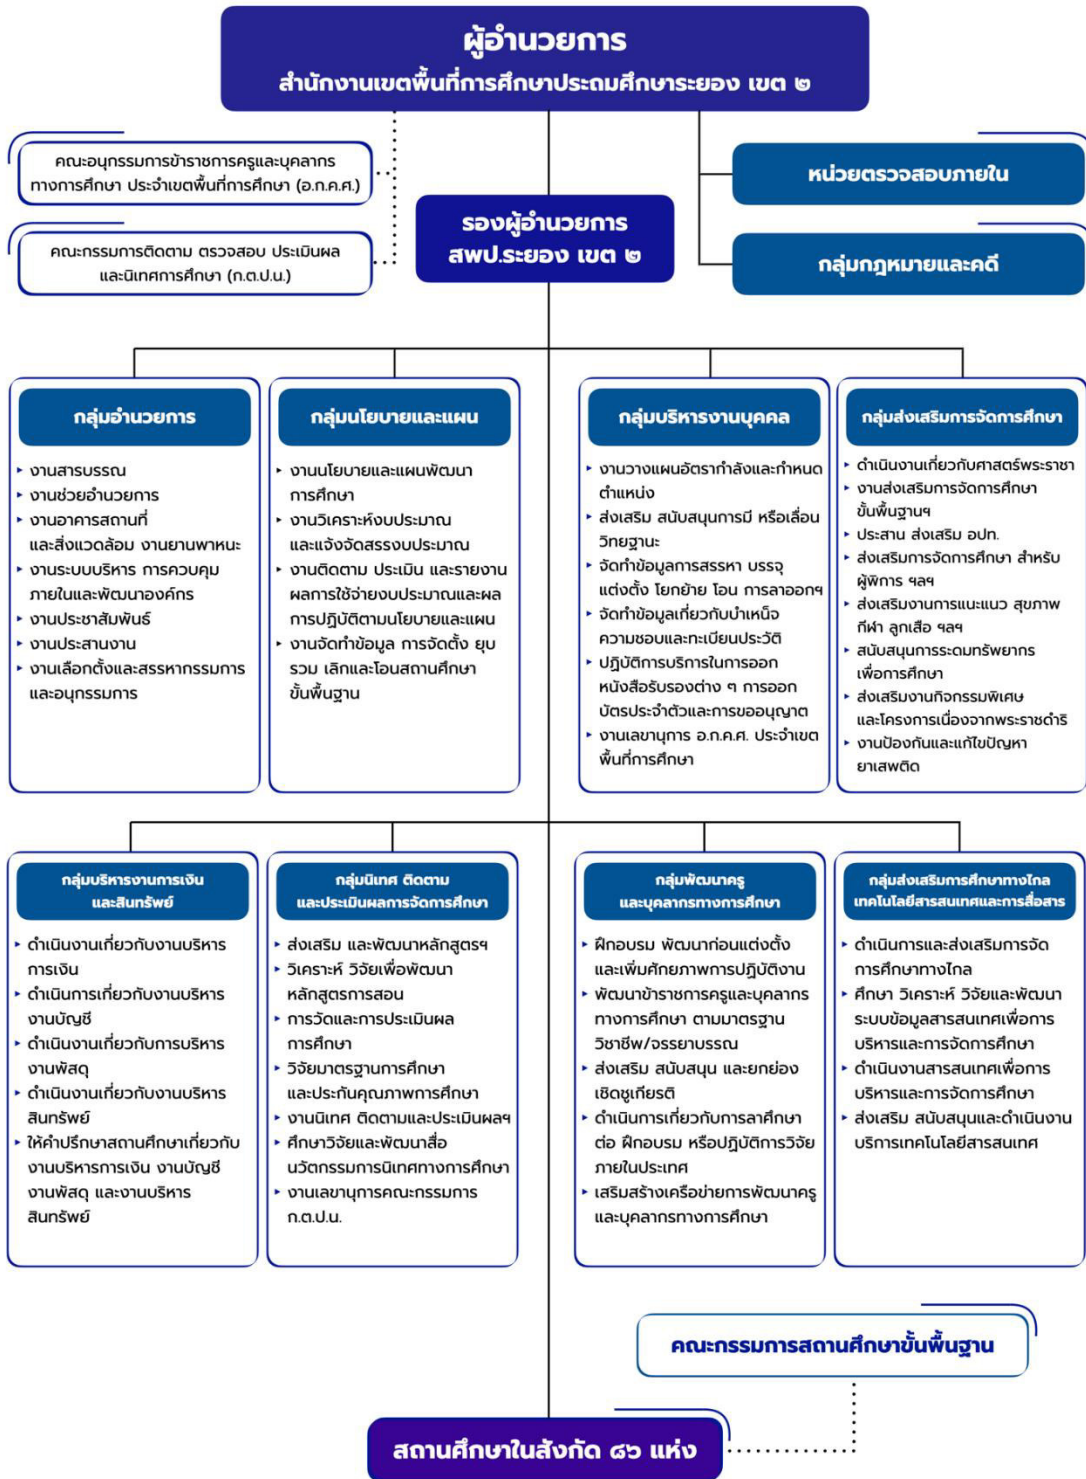 ผู้อำนวยการ
สำนักงานเขตพื้นที่การศึกษาประถมศึกษาระยอง เขต ๒
คณะอนุกรรมการข้าราชการครูและบุคลากร
ทางการศึกษา ประจำเขตพื้นที่การศึกษา (อ.ก.ค.ศ.)
คณะกรรมการติดตาม ตรวจสอบ ประเมินผล
และนิเทศการศึกษา (ก.ต.ป.น.)
รองผู้อำนวยการ
สพป.ระยอง เขต ๒
หน่วยตรวจสอบภายใน
กลุ่มกฎหมายและคดี
กลุ่มอำนวยการ
‣ งานสารบรรณ
‣ งานช่วยอำนวยการ
‣ งานอาคารสถานที่
และสิ่งแวดล้อม งานยานพาหนะ
‣ งานระบบบริหาร การควบคุม
ภายในและพัฒนาองค์กร
‣ งานประชาสัมพันธ์
‣ งานประสานงาน
‣ งานเลือกตั้งและสรรหากรรมการ
และอนุกรรมการ
กลุ่มนโยบายและแผน
‣ งานนโยบายและแผนพัฒนา
การศึกษา
‣ งานวิเคราะห์งบประมาณ
และแจ้งจัดสรรงบประมาณ
‣ งานติดตาม ประเมิน และรายงาน
ผลการใช้จ่ายงบประมาณและผล
การปฏิบัติตามนโยบายและแผน
‣ งานจัดทำข้อมูล การจัดตั้ง ยุบ
รวม เลิกและโอนสถานศึกษา
ขั้นพื้นฐาน
กลุ่มบริหารงานบุคคล
‣ งานวางแผนอัตรากำลังและกำหนด
ตำแหน่ง
‣ ส่งเสริม สนับสนุนการมี หรือเลื่อน
วิทยฐานะ
‣ จัดทำข้อมูลการสรรหา บรรจุ
แต่งตั้ง โยกย้าย โอน การลาออกฯ
‣ จัดทำข้อมูลเกี่ยวกับบำเหน็จ
ความชอบและทะเบียนประวัติ
‣ ปฏิบัติการบริการในการออก
หนังสือรับรองต่าง ๆ การออก
บัตรประจำตัวและการขออนุญาต
‣ งานเลขานุการ อ.ก.ค.ศ. ประจำเขต
พื้นที่การศึกษา
กลุ่มส่งเสริมการจัดการศึกษา
‣ ดำเนินงานเกี่ยวกับศาสตร์พระราชา
‣ งานส่งเสริมการจัดการศึกษา
ขั้นพื้นฐานฯ
‣ ประสาน ส่งเสริม อปท.
‣ ส่งเสริมการจัดการศึกษา สำหรับ
ผู้พิการ ฯลฯ
‣ ส่งเสริมงานการแนะแนว สุขภาพ
กีฬา ลูกเสือ ฯลฯ
‣ สนับสนุนการระดมทรัพยากร
เพื่อการศึกษา
‣ ส่งเสริมงานกิจกรรมพิเศษ
และโครงการเนื่องจากพระราชดำริ
‣ งานป้องกันและแก้ไขปัญหา
ยาเสพติด
กลุ่มบริหารงานการเงิน
และสินทรัพย์
‣ ดำเนินงานเกี่ยวกับงานบริหาร
การเงิน
‣ ดำเนินการเกี่ยวกับงานบริหาร
งานบัญชี
‣ ดำเนินงานเกี่ยวกับการบริหาร
งานพัสดุ
‣ ดำเนินงานเกี่ยวกับงานบริหาร
สินทรัพย์
‣ ให้คำปรึกษาสถานศึกษาเกี่ยวกับ
งานบริหารการเงิน งานบัญชี
งานพัสดุ และงานบริหาร
สินทรัพย์
กลุ่มนิเทศ ติดตาม
และประเมินผลการจัดการศึกษา
‣ ส่งเสริม และพัฒนาหลักสูตรฯ
‣ วิเคราะห์ วิจัยเพื่อพัฒนา
หลักสูตรการสอน
‣ การวัดและการประเมินผล
การศึกษา
‣ วิจัยมาตรฐานการศึกษา
และประกันคุณภาพการศึกษา
‣ งานนิเทศ ติดตามและประเมินผลฯ
‣ ศึกษาวิจัยและพัฒนาสื่อ
นวัตกรรมการนิเทศทางการศึกษา
‣ งานเลขานุการคณะกรรมการ
ก.ต.ป.น.
กลุ่มพัฒนาครู
และบุคลากรทางการศึกษา
‣ ฝึกอบรม พัฒนาก่อนแต่งตั้ง
และเพิ่มศักยภาพการปฏิบัติงาน
‣ พัฒนาข้าราชการครูและบุคลากร
ทางการศึกษา ตามมาตรฐาน
วิชาชีพ/จรรยาบรรณ
‣ ส่งเสริม สนับสนุน และยกย่อง
เชิดชูเกียรติ
‣ ดำเนินการเกี่ยวกับการลาศึกษา
ต่อ ฝึกอบรม หรือปฏิบัติการวิจัย
ภายในประเทศ
‣ เสริมสร้างเครือข่ายการพัฒนาครู
และบุคลากรทางการศึกษา
กลุ่มส่งเสริมการศึกษาทางไกล
เทคโนโลยีสารสนเทศและการสื่อสาร
‣ ดำเนินการและส่งเสริมการจัด
การศึกษาทางไกล
‣ ศึกษา วิเคราะห์ วิจัยและพัฒนา
ระบบข้อมูลสารสนเทศเพื่อการ
บริหารและการจัดการศึกษา
‣ ดำเนินงานสารสนเทศเพื่อการ
บริหารและการจัดการศึกษา
‣ ส่งเสริม สนับสนุนและดำเนินงาน
บริการเทคโนโลยีสารสนเทศ
คณะกรรมการสถานศึกษาขั้นพื้นฐาน
สถานศึกษาในสังกัด ๘๖ แห่ง